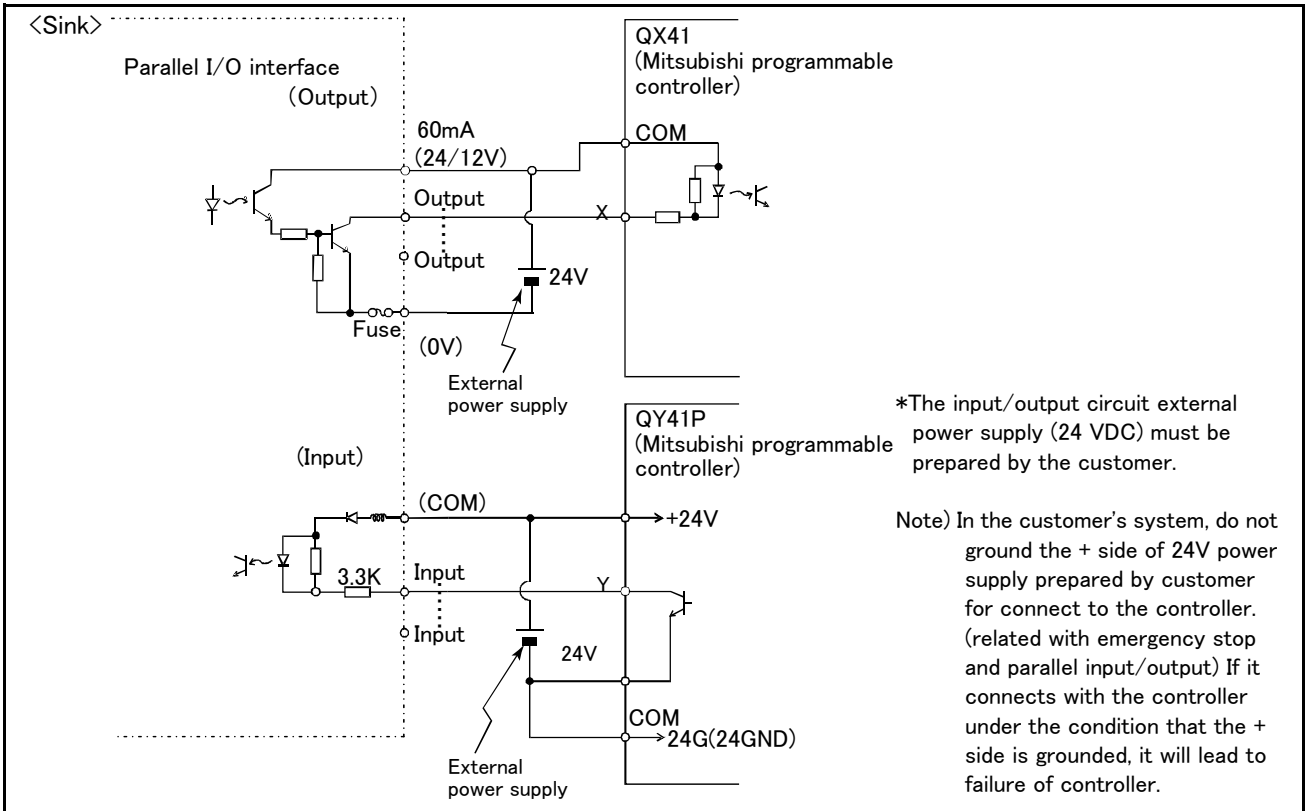 <Sink>
Parallel I/O interface
(Output)
QX41
(Mitsubishi programmable
controller)
60mA
(24/12V)
COM
Output
X
Output
24V
Fuse
(0V)
External
power supply
QY41P
(Mitsubishi programmable
controller)
(Input)
(COM)
+24V
3.3K
Input
Y
Input
24V
COM
24G(24GND)
External
power supply
*The input/output circuit external
power supply (24 VDC) must be
prepared by the customer.
Note) In the customer's system, do not
ground the + side of 24V power
supply prepared by customer
for connect to the controller.
(related with emergency stop
and parallel input/output) If it
connects with the controller
under the condition that the +
side is grounded, it will lead to
failure of controller.